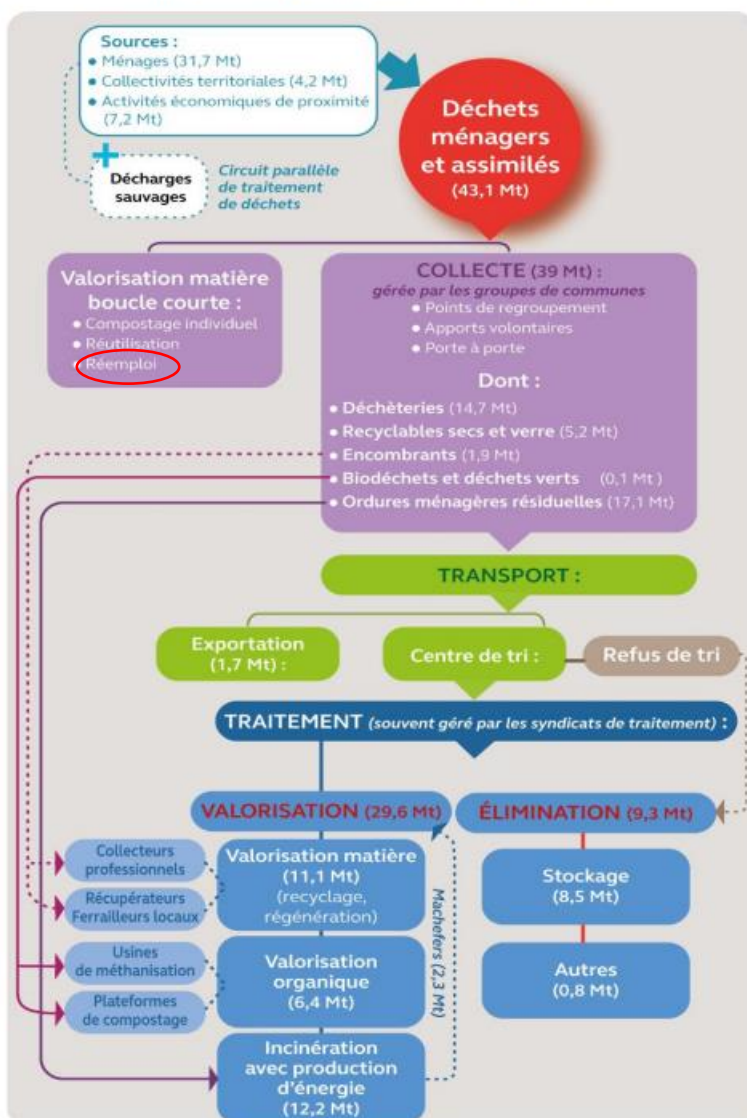 Sources :
• Ménages (31,7 Mt)
• Collectivités territoriales (4,2 Mt)
• Activités économiques de proximité
(7,2 Mt)
Déchets
ménagers
et assimilés
(43,1 Mt)
+
Décharges
sauvages
Circuit parallèle
de traitement
de déchets
Valorisation matière
boucle courte :
• Compostage individuel
• Réutilisation
• Réemploi
COLLECTE (39 Mt) :
gérée par les groupes de communes
• Points de regroupement
• Apports volontaires
• Porte à porte
Dont :
• Déchèteries (14,7 Mt)
• Recyclables secs et verre (5,2 Mt)
• Encombrants (1,9 Mt)
• Biodéchets et déchets verts (0,1 Mt )
• Ordures ménagères résiduelles (17,1 Mt)
TRANSPORT :
Exportation
(1,7 Mt) :
Centre de tri :
Refus de tri
TRAITEMENT (souvent géré par les syndicats de traitement) :
VALORISATION (29,6 Mt)
ÉLIMINATION (9,3 Mt)
Collecteurs
professionnels
Récupérateurs
Ferrailleurs locaux
Valorisation matière
(11,1 Mt)
(recyclage,
régénération)
Usines
de méthanisation
Plateformes
de compostage
Valorisation
organique
(6,4 Mt)
Incinération
avec production
d'énergie
(12,2 Mt)
Machefers (2,3 Mt)
Stockage
(8,5 Mt)
Autres
(0,8 Mt)